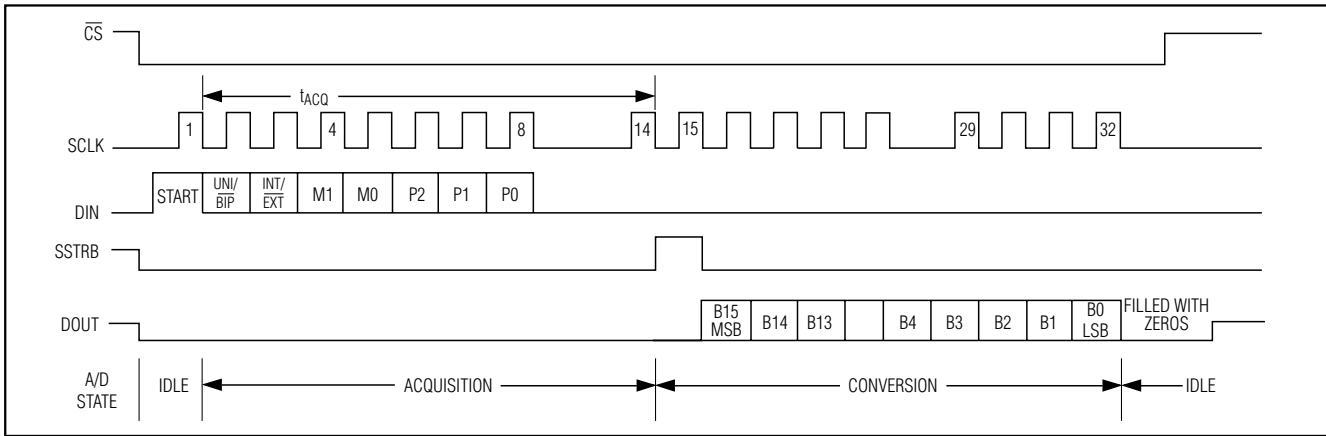 CS
tACQ
SCLK 1 4 8 14 15 29 32
DIN START UNI/BIP INT/EXT M1 M0 P2 P1 P0
SSTRB
DOUT B15 MSB B14 B13 B4 B3 B2 B1 B0 LSB FILLED WITH ZEROS
A/D STATE IDLE ACQUISITION CONVERSION IDLE